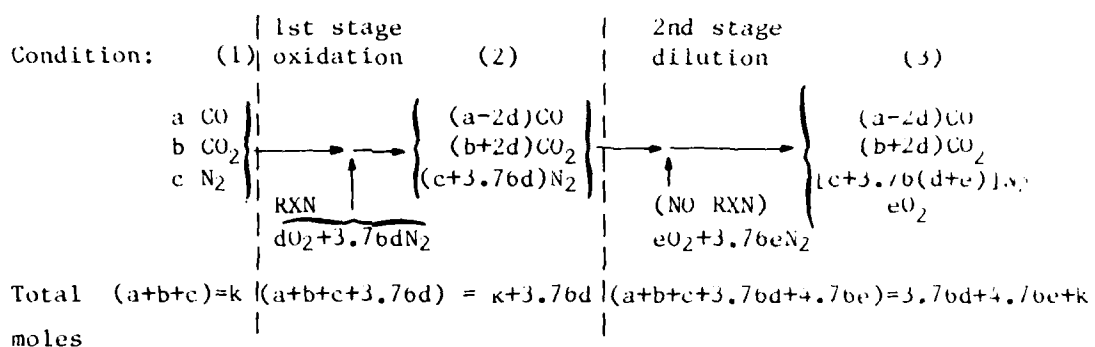 1st stage 2nd stage
Condition: (1) oxidation (2) dilution (3)
a CO (a-2d)CO (a-2d)CO
b CO2 (b+2d)CO2 (b+2d)CO2
c N2 (c+3.76d)N2 [c+3.76(d+e)]N2
RXN (NO RXN) eO2
dO2+3.76dN2 eO2+3.76eN2
Total (a+b+c)=k (a+b+c+3.76d) = k+3.76d (a+b+c+3.76d+4.76e)=3.76d+4.76e+k
moles